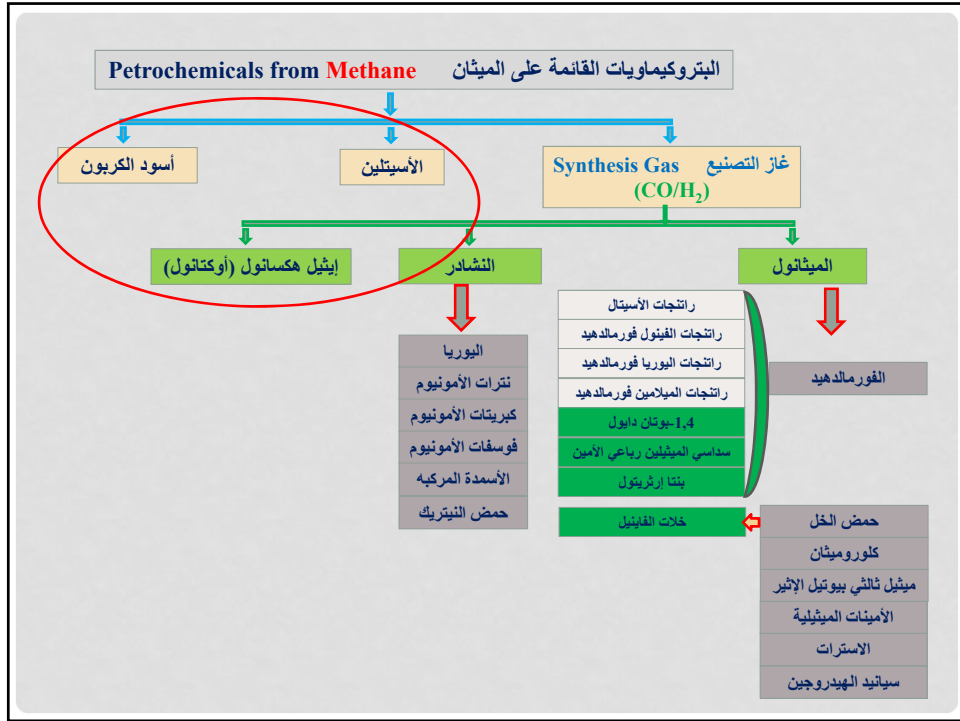 البتروكيماويات القائمة على الميثان Petrochemicals from Methane
غاز التصنيع Synthesis Gas
(CO/H₂)
الأسيتلين
أسود الكربون
الميثانول
النشادر
إيثيل هكسانول (أوكتانول)
الفورمالدهيد
راتنجات الأسيتال
راتنجات الفينول فورمالدهيد
راتنجات اليوريا فورمالدهيد
راتنجات الميلامين فورمالدهيد
1,4-بوتان دايول
سداسي الميثيلين رباعي الأمين
بنتا إرثريتول
حمض الخل
خلات الفاينيل
كلوروميثان
ميثيل ثالثي بيوتيل الإثير
الأمينات الميثيلية
الاسترات
سيانيد الهيدروجين
اليوريا
نترات الأمونيوم
كبريتات الأمونيوم
فوسفات الأمونيوم
الأسمدة المركبه
حمض النيتريك